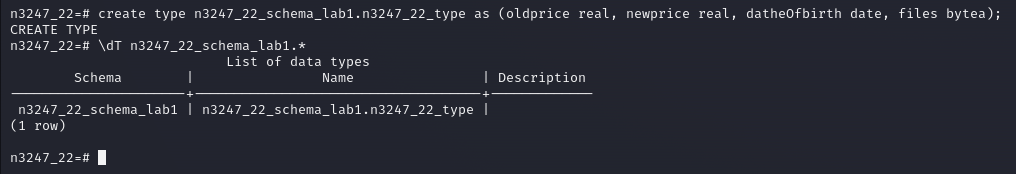 n3247_22=# create type n3247_22_schema_lab1.n3247_22_type as (oldprice real, newprice real, datheOfbirth date, files bytea);
CREATE TYPE
n3247_22=# \dT n3247_22_schema_lab1.*
                           List of data types
        Schema        |                Name                | Description
----------------------+------------------------------------+-------------
 n3247_22_schema_lab1 | n3247_22_schema_lab1.n3247_22_type |
(1 row)
n3247_22=#